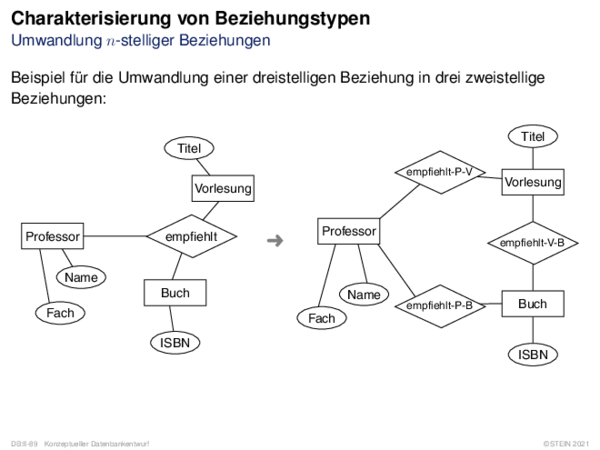 Charakterisierung von Beziehungstypen
Umwandlung n-stelliger Beziehungen
Beispiel für die Umwandlung einer dreistelligen Beziehung in drei zweistellige
Beziehungen:
Titel
Vorlesung
Professor
empfiehlt
Name
Buch
Fach
ISBN
➔
Titel
empfiehlt-P-V
Vorlesung
Professor
empfiehlt-V-B
Name
empfiehlt-P-B
Buch
Fach
ISBN
DB:II-89 Konzeptueller Datenbankentwurf
©STEIN 2021